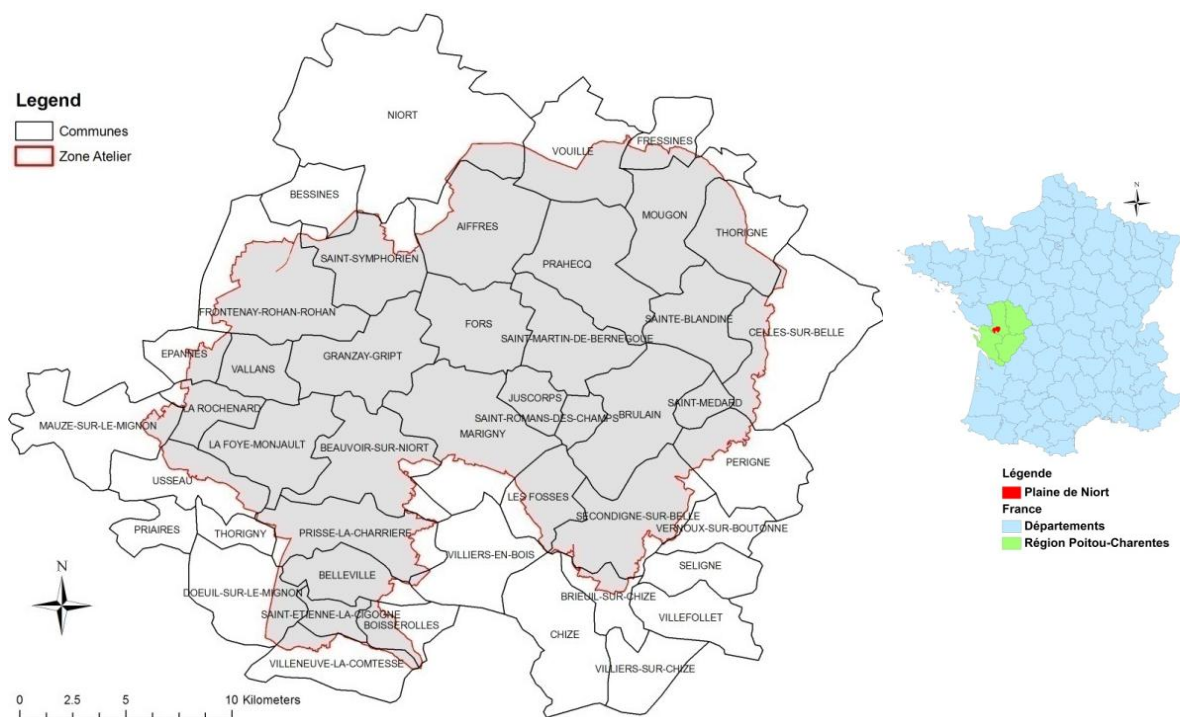 Legend
Communes
Zone Atelier
NIORT
VOUILLE
FRESSINES
BESSINES
MOUGON
AIFFRES
THORIGNE
SAINT-SYMPHORIEN
PRAHECQ
FRONTENAY-ROHAN-ROHAN
FORS
SAINTE-BLANDINE
CELLES-SUR-BELLE
SAINT-MARTIN-DE-BERNEGOUE
EPANNES
GRANZAY-GRIPT
VALLANS
JUSCORPS
SAINT-MEDARD
LA ROCHENARD
SAINT-ROMANS-DES-CHAMPS
BRULAIN
MAUZE-SUR-LE-MIGNON
MARIGNY
LA FOYE-MONJAULT
BEAUVOIR-SUR-NIORT
PERIGNE
USSEAU
LES FOSSES
SECONDIGNE-SUR-BELLE
VERNOUX-SUR-BOUTONNE
PRIAIRES
THORIGNY
PRISSE-LA-CHARRIERE
VILLIERS-EN-BOIS
SELIGNE
BELLEVILLE
DOEUIL-SUR-LE-MIGNON
BRIEUIL-SUR-CHIZE
SAINT-ETIENNE-LA-CIGOGNE
BOISSEROLLES
VILLEFOLLET
CHIZE
VILLENEUVE-LA-COMTESSE
VILLIERS-SUR-CHIZE
N
0 2.5 5 10 Kilometers
N
Légende
Plaine de Niort
France
Départements
Région Poitou-Charentes